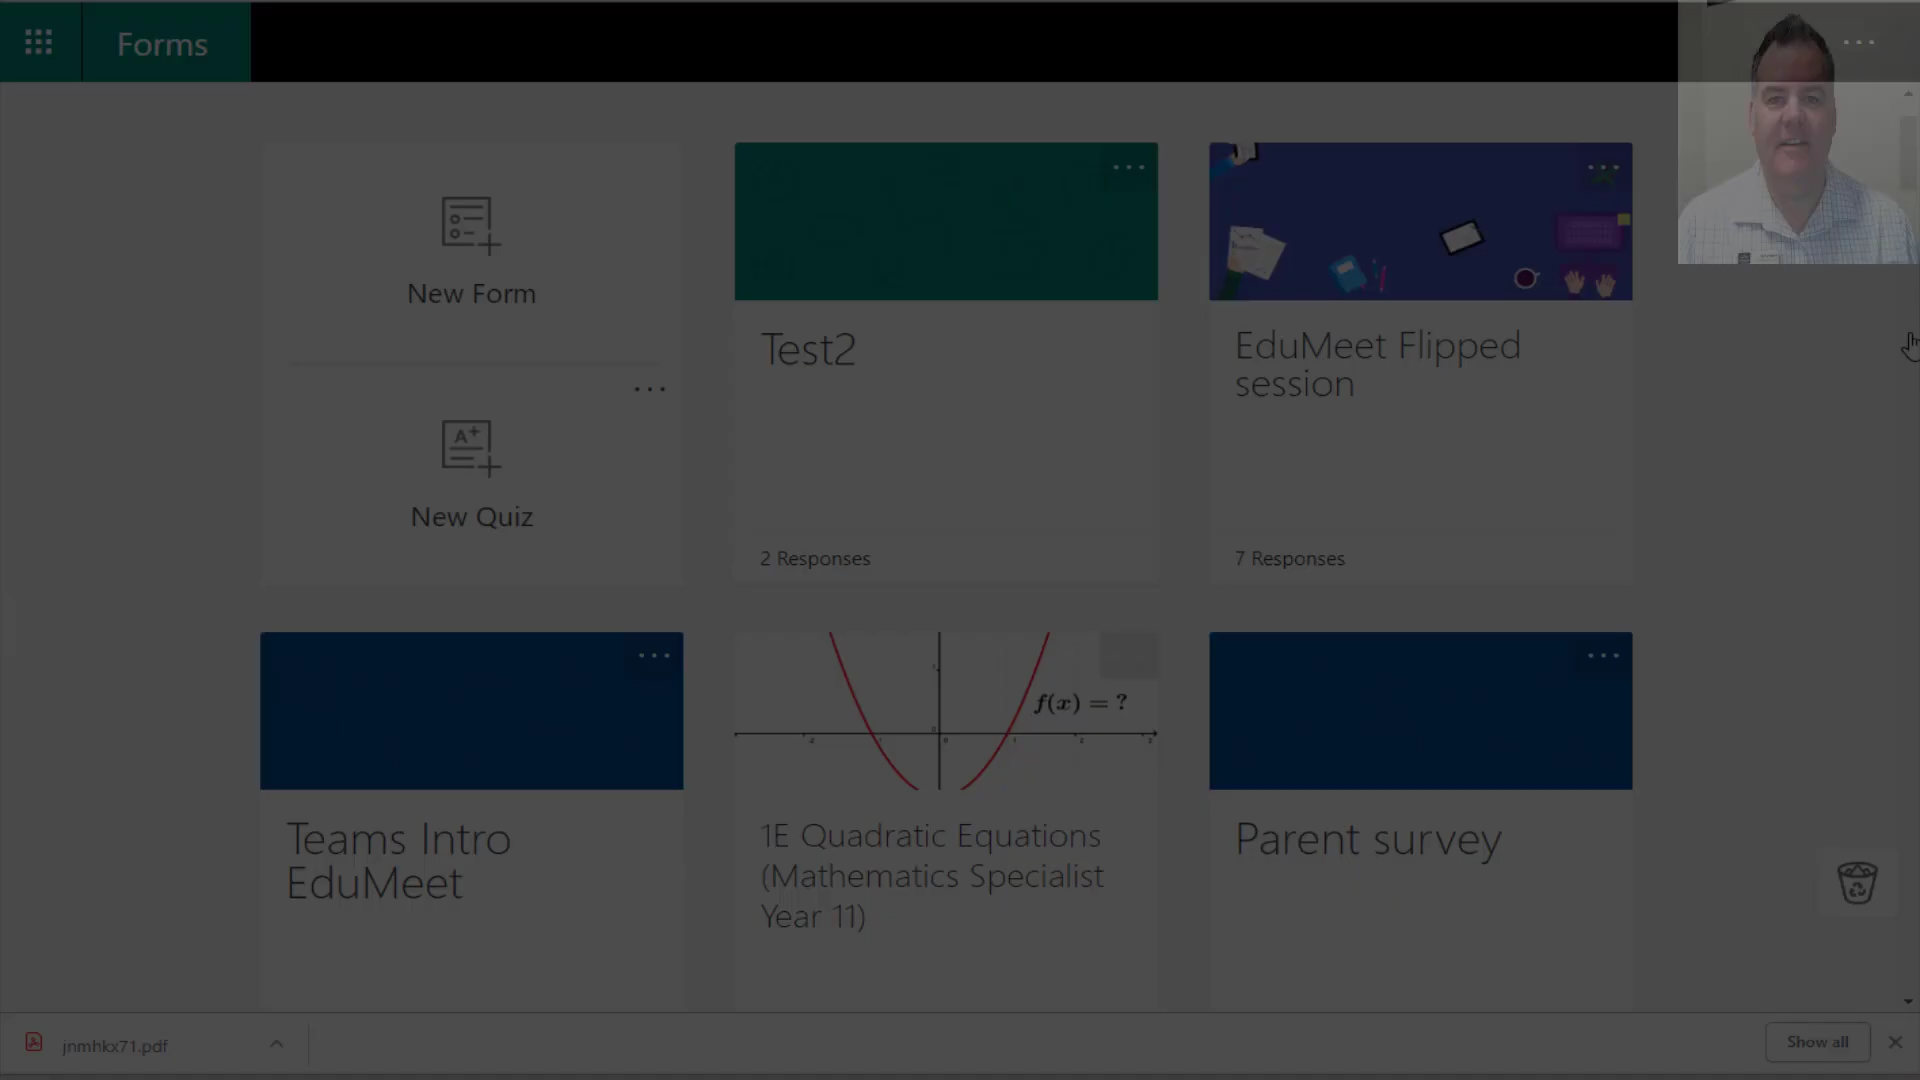 Forms
New Form
New Quiz
Test2
2 Responses
EduMeet Flipped
session
7 Responses
Teams Intro
EduMeet
f(x) = ?
1E Quadratic Equations
(Mathematics Specialist
Year 11)
Parent survey
jnmhkx71.pdf
Show all